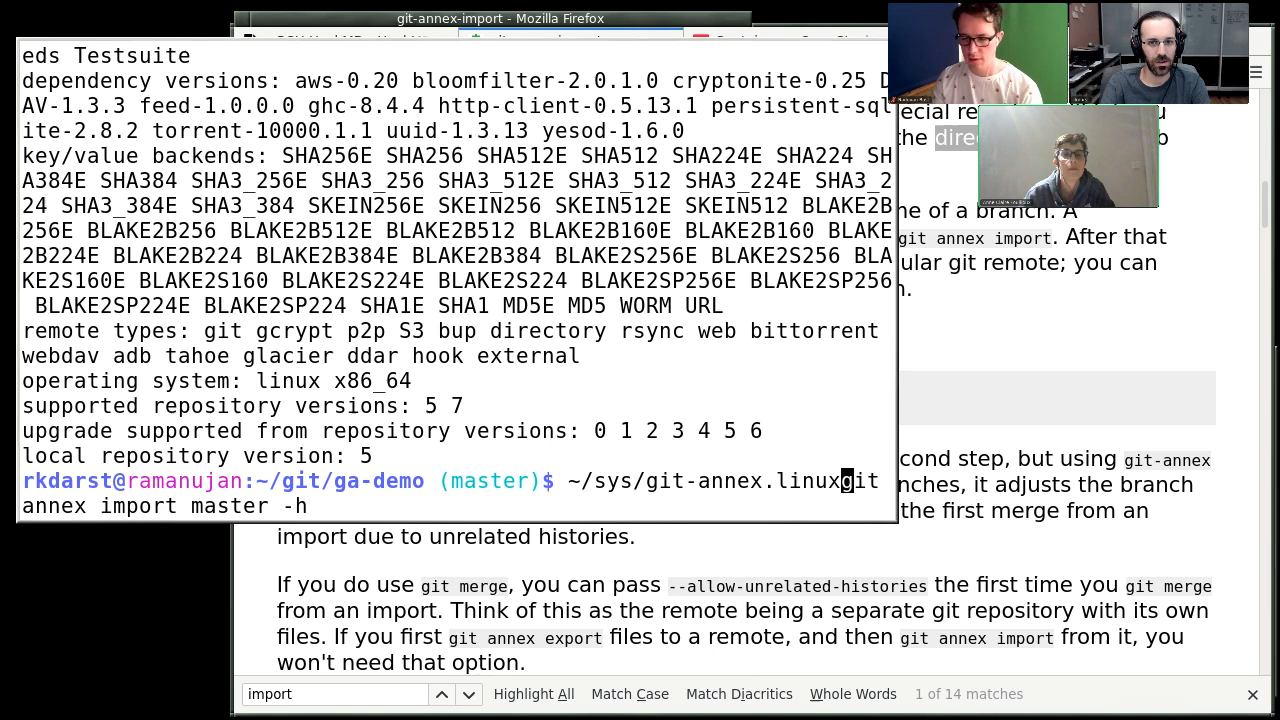 git-annex-import - Mozilla Firefox
eds Testsuite
dependency versions: aws-0.20 bloomfilter-2.0.1.0 cryptonite-0.25 D
AV-1.3.3 feed-1.0.0.0 ghc-8.4.4 http-client-0.5.13.1 persistent-sql
ite-2.8.2 torrent-10000.1.1 uuid-1.3.13 yesod-1.6.0
key/value backends: SHA256E SHA256 SHA512E SHA512 SHA224E SHA224 SH
A384E SHA384 SHA3_256E SHA3_256 SHA3_512E SHA3_512 SHA3_224E SHA3_2
24 SHA3_384E SHA3_384 SKEIN256E SKEIN256 SKEIN512E SKEIN512 BLAKE2B
256E BLAKE2B256 BLAKE2B512E BLAKE2B512 BLAKE2B160E BLAKE2B160 BLAKE
2B224E BLAKE2B224 BLAKE2B384E BLAKE2B384 BLAKE2S256E BLAKE2S256 BLA
KE2S160E BLAKE2S160 BLAKE2S224E BLAKE2S224 BLAKE2SP256E BLAKE2SP256
BLAKE2SP224E BLAKE2SP224 SHA1E SHA1 MD5E MD5 WORM URL
remote types: git gcrypt p2p S3 bup directory rsync web bittorrent
webdav adb tahoe glacier ddar hook external
operating system: linux x86_64
supported repository versions: 5 7
upgrade supported from repository versions: 0 1 2 3 4 5 6
local repository version: 5
rkdarst@ramanujan:~/git/ga-demo (master)$ ~/sys/git-annex.linuxgit
annex import master -h
ecial re
the direc b
ne of a branch. A
git annex import. After that
ular git remote; you can
n.
cond step, but using git-annex
nches, it adjusts the branch
the first merge from an
import due to unrelated histories.
If you do use git merge, you can pass --allow-unrelated-histories the first time you git merge
from an import. Think of this as the remote being a separate git repository with its own
files. If you first git annex export files to a remote, and then git annex import from it, you
won't need that option.
import Highlight All Match Case Match Diacritics Whole Words 1 of 14 matches